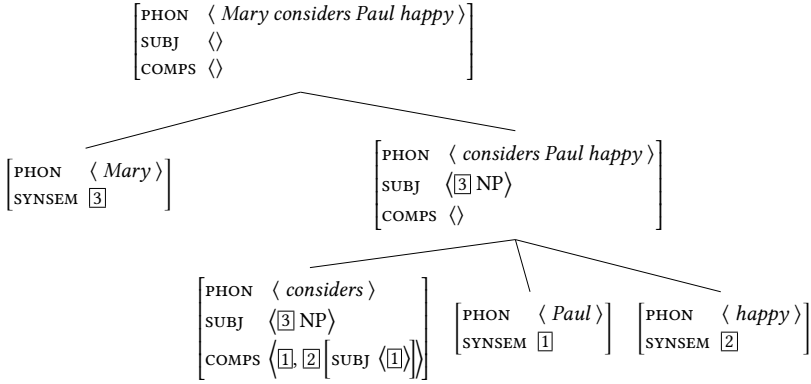 PHON ⟨ Mary considers Paul happy ⟩
SUBJ ⟨⟩
COMPS ⟨⟩
PHON ⟨ Mary ⟩
SYNSEM 3
PHON ⟨ considers Paul happy ⟩
SUBJ ⟨ 3 NP ⟩
COMPS ⟨⟩
PHON ⟨ considers ⟩
SUBJ ⟨ 3 NP ⟩
COMPS ⟨ 1, 2 [ SUBJ ⟨ 1 ⟩ ] ⟩
PHON ⟨ Paul ⟩
SYNSEM 1
PHON ⟨ happy ⟩
SYNSEM 2